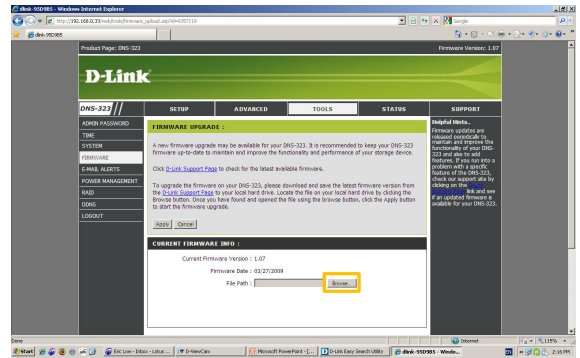 dlink-95D985 - Windows Internet Explorer
http://192.168.0.33/web/tools/firmware_upload.asp?id=6357118
Google
dlink-95D985
Product Page: DNS-323
Firmware Version: 1.07
D-Link
DNS-323
SETUP
ADVANCED
TOOLS
STATUS
SUPPORT
ADMIN PASSWORD
TIME
SYSTEM
FIRMWARE
E-MAIL ALERTS
POWER MANAGEMENT
RAID
DDNS
LOGOUT
FIRMWARE UPGRADE :
A new firmware upgrade may be available for your DNS-323. It is recommended to keep your DNS-323
firmware up-to-date to maintain and improve the functionality and performance of your storage device.
Click D-Link Support Page to check for the latest available firmware.
To upgrade the firmware on your DNS-323, please download and save the latest firmware version from
the D-Link Support Page to your local hard drive. Locate the file on your local hard drive by clicking the
Browse button. Once you have found and opened the file using the browse button, click the Apply button
to start the firmware upgrade.
Apply
Cancel
CURRENT FIRMWARE INFO :
Current Firmware Version : 1.07
Firmware Date : 03/27/2009
File Path :
Browse...
Helpful Hints..
Firmware updates are
released periodically to
maintain and improve the
functionality of your DNS-
323 and also to add
features. If you run into a
problem with a specific
feature of the DNS-323,
check our support site by
clicking on the
link and see
if an updated firmware is
available for your DNS-323.
Done
Internet
115%
Start
Eric Low - Inbox - Lotus ...
D-ViewCam
Microsoft PowerPoint - [...
D-Link Easy Search Utility
dlink-95D985 - Windo...
2:16 PM